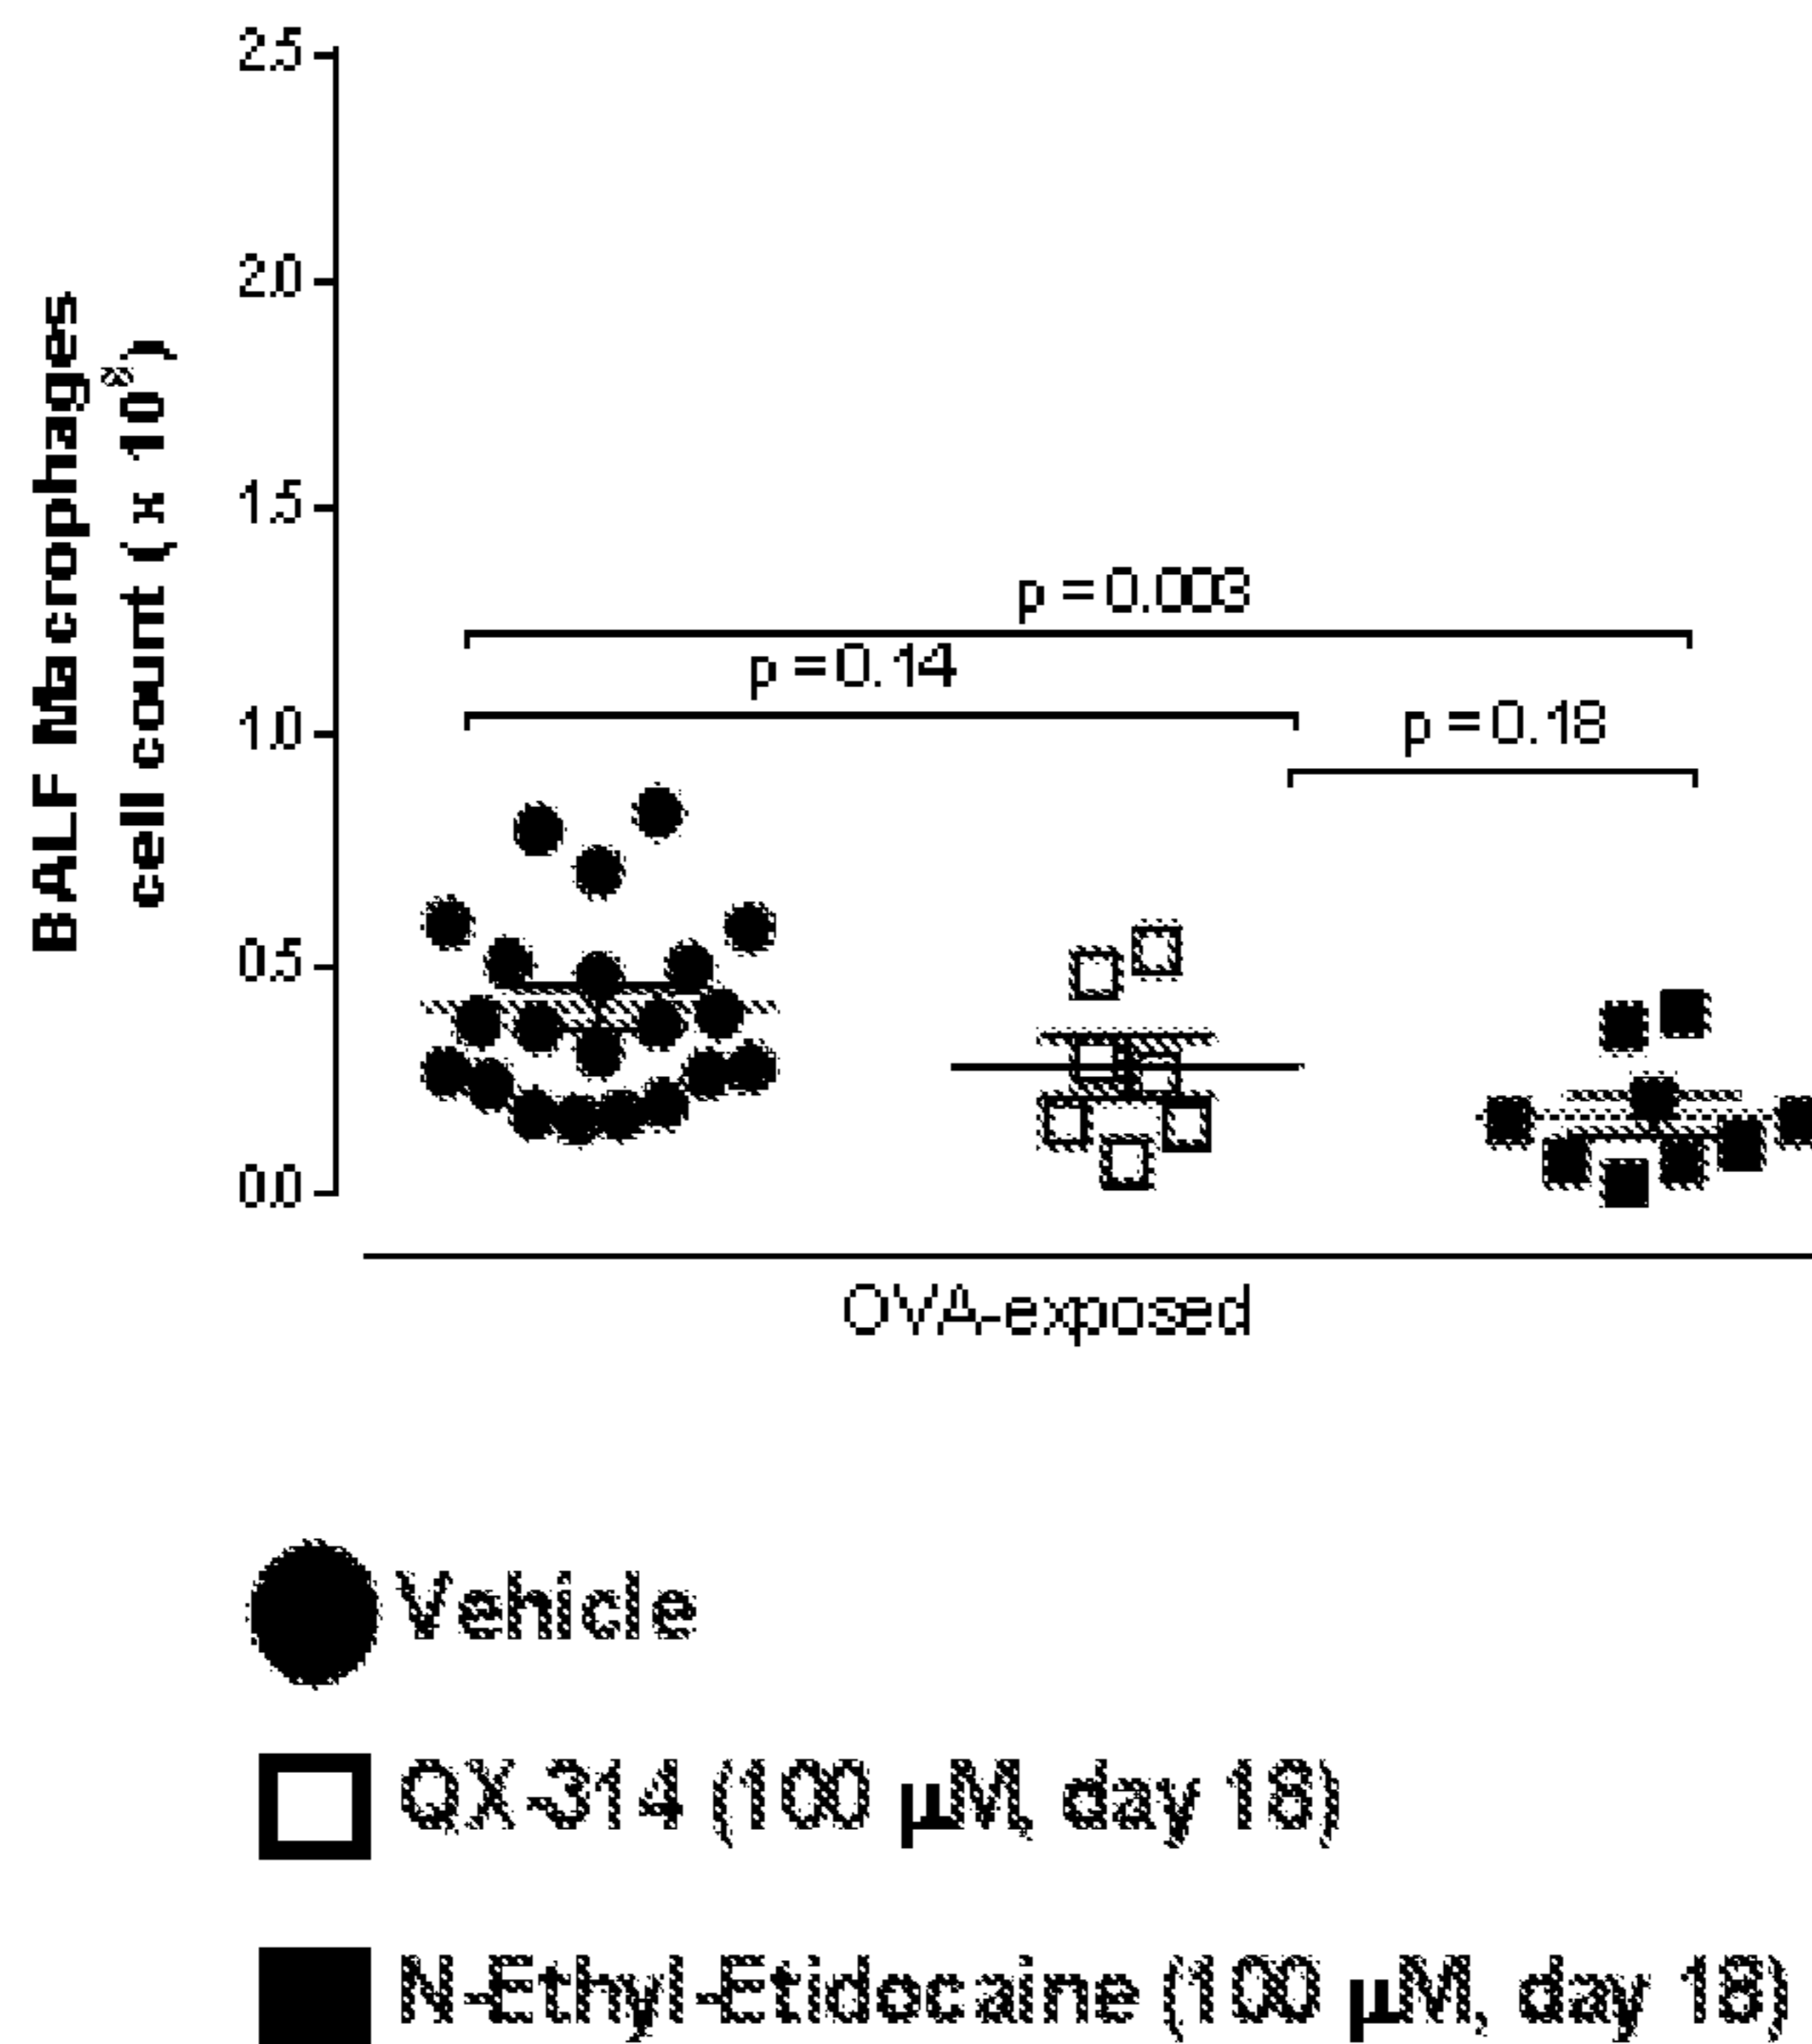 2.5
2.0
1.5
1.0
0.5
0.0
BALF Macrophages
cell count ( x 10 )
p =0.003
p =0.14
p =0.18
OVA-exposed
Vehicle
QX-314 (100 µM, day 18)
N-Ethyl-Etidocaine (100 µM, day 18)